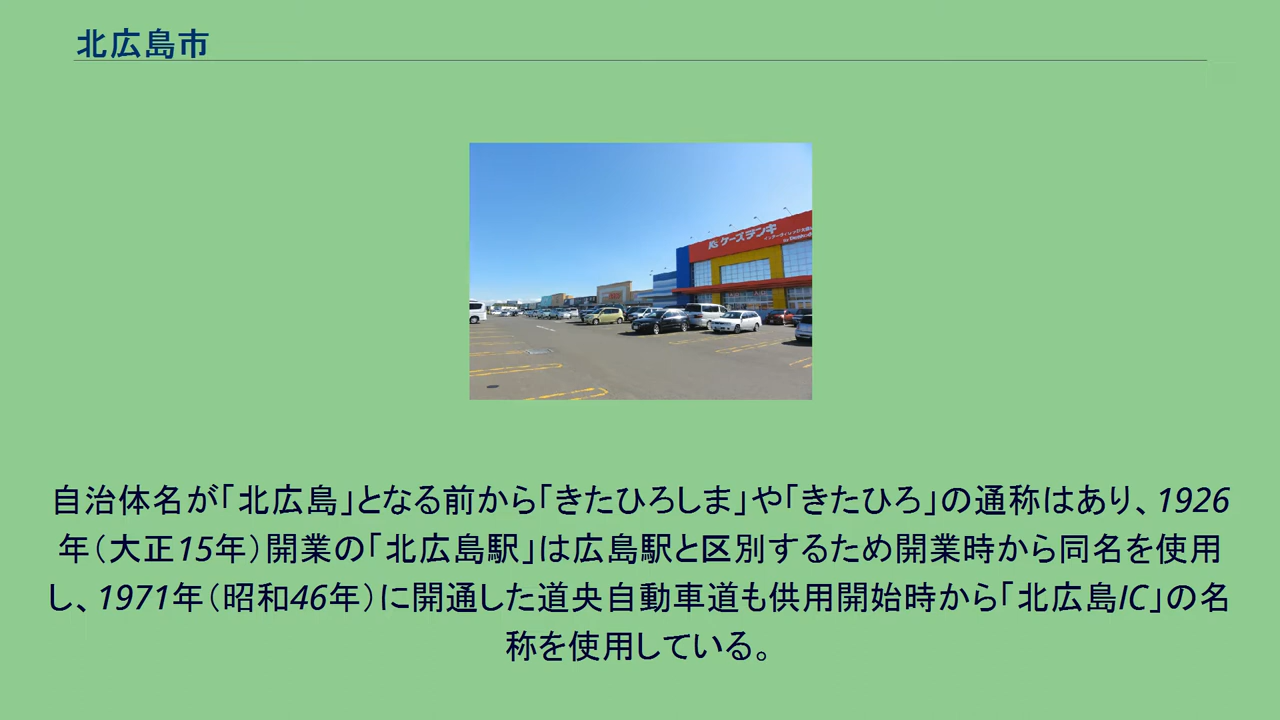 北広島市
K's ケーズデンキ
自治体名が「北広島」となる前から「きたひろしま」や「きたひろ」の通称はあり、1926
年（大正15年）開業の「北広島駅」は広島駅と区別するため開業時から同名を使用
し、1971年（昭和46年）に開通した道央自動車道も供用開始時から「北広島IC」の名
称を使用している。